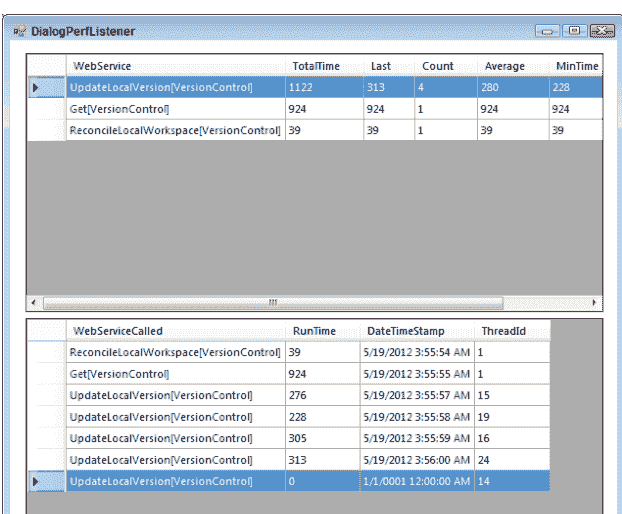 DialogPerfListener
WebService TotalTime Last Count Average MinTime
UpdateLocalVersion[VersionControl] 1122 313 4 280 228
Get[VersionControl] 924 924 1 924 924
ReconcileLocalWorkspace[VersionControl] 39 39 1 39 39
WebServiceCalled RunTime DateTimeStamp ThreadId
ReconcileLocalWorkspace[VersionControl] 39 5/19/2012 3:55:54 AM 1
Get[VersionControl] 924 5/19/2012 3:55:55 AM 1
UpdateLocalVersion[VersionControl] 276 5/19/2012 3:55:57 AM 15
UpdateLocalVersion[VersionControl] 228 5/19/2012 3:55:58 AM 19
UpdateLocalVersion[VersionControl] 305 5/19/2012 3:55:59 AM 16
UpdateLocalVersion[VersionControl] 313 5/19/2012 3:56:00 AM 24
UpdateLocalVersion[VersionControl] 0 1/1/0001 12:00:00 AM 14